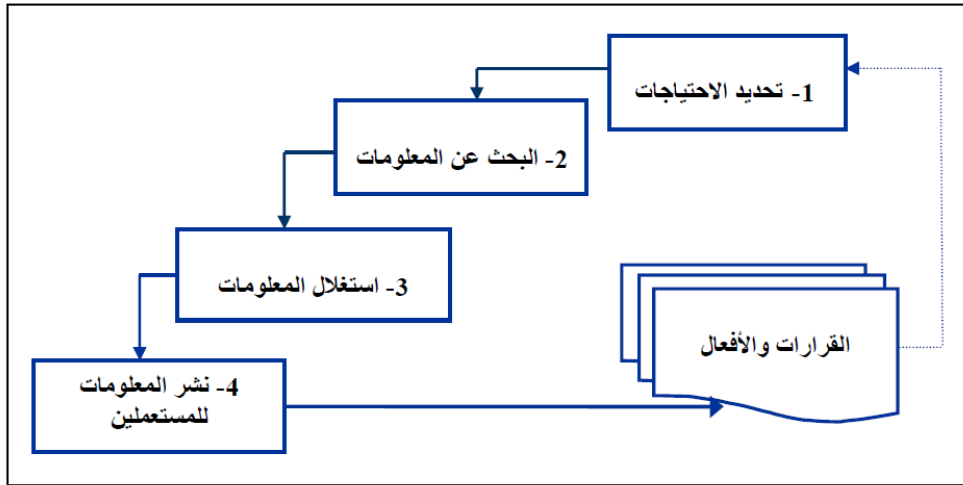 1- تحديد الاحتياجات
2- البحث عن المعلومات
3- استغلال المعلومات
4- نشر المعلومات
للمستعملين
القرارات والأفعال